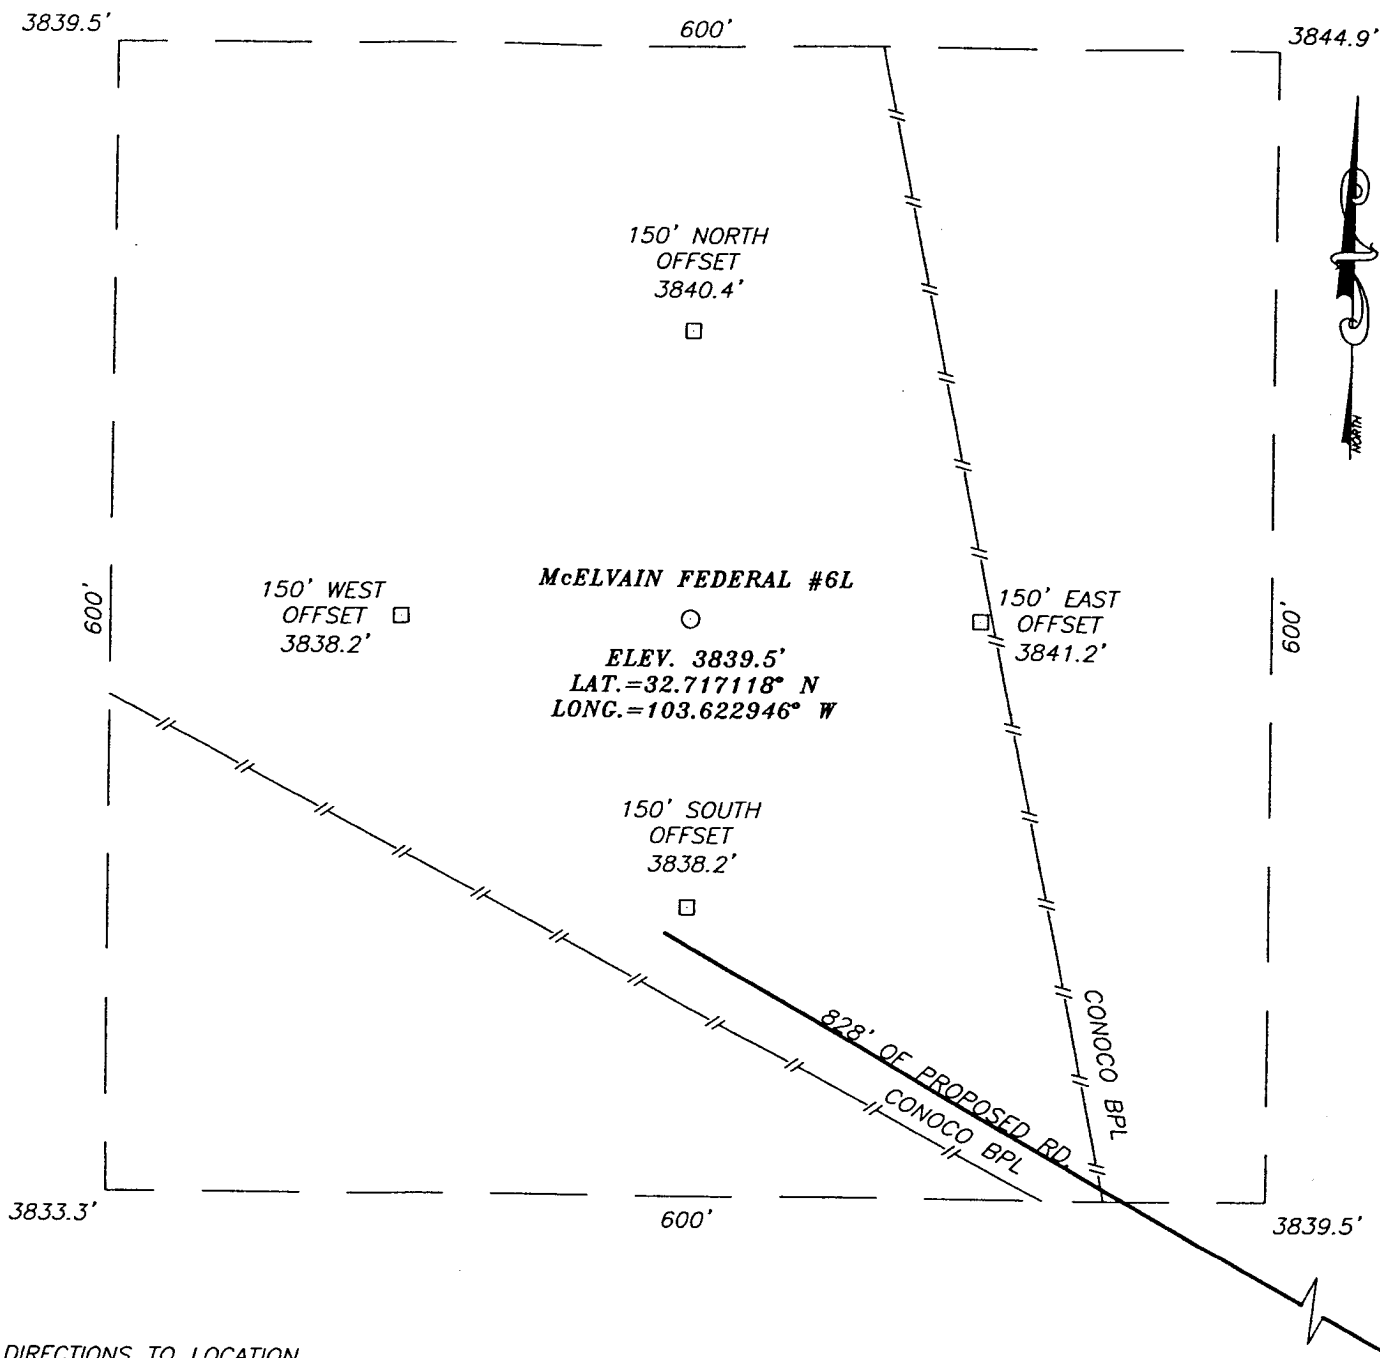 3839.5'
600'
3844.9'
150' NORTH
OFFSET
3840.4'
NORTH
600'
150' WEST
OFFSET
3838.2'
McELVAIN FEDERAL #6L
ELEV. 3839.5'
LAT.=32.717118° N
LONG.=103.622946° W
150' EAST
OFFSET
3841.2'
600'
150' SOUTH
OFFSET
3838.2'
828' OF PROPOSED RD.
CONOCO BPL
CONOCO BPL
3833.3'
600'
3839.5'
DIRECTIONS TO LOCATION